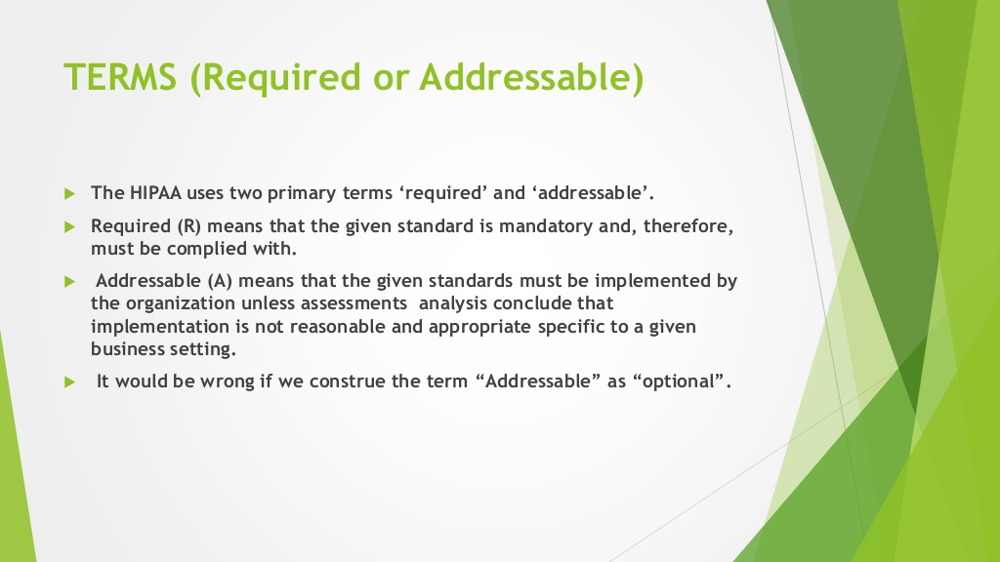 TERMS (Required or Addressable)
The HIPAA uses two primary terms ‘required’ and ‘addressable’.
Required (R) means that the given standard is mandatory and, therefore,
must be complied with.
Addressable (A) means that the given standards must be implemented by
the organization unless assessments  analysis conclude that
implementation is not reasonable and appropriate specific to a given
business setting.
It would be wrong if we construe the term “Addressable” as “optional”.